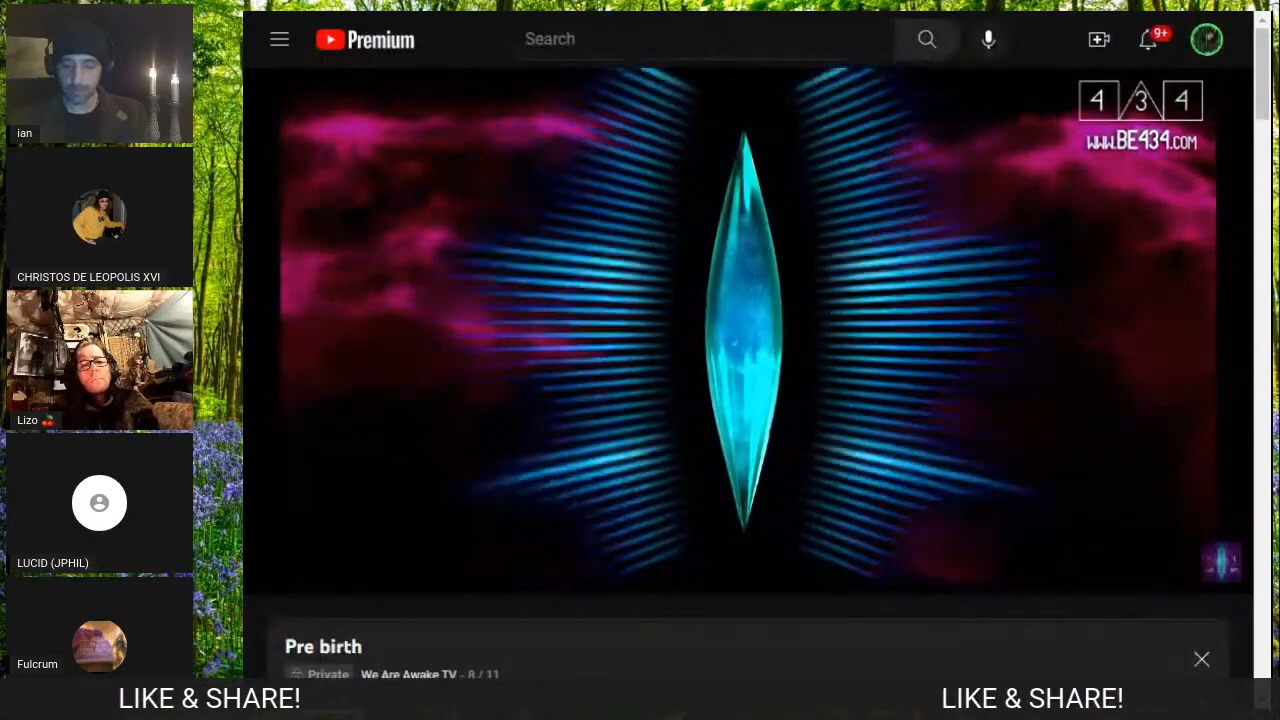 Premium
Search
9+
4 3 4
WWW.BE434.COM
ian
CHRISTOS DE LEOPOLIS XVI
Lizo 🍒
LUCID (JPHIL)
Fulcrum
Pre birth
Private We Are Awake TV - 8 / 11
LIKE & SHARE!
LIKE & SHARE!